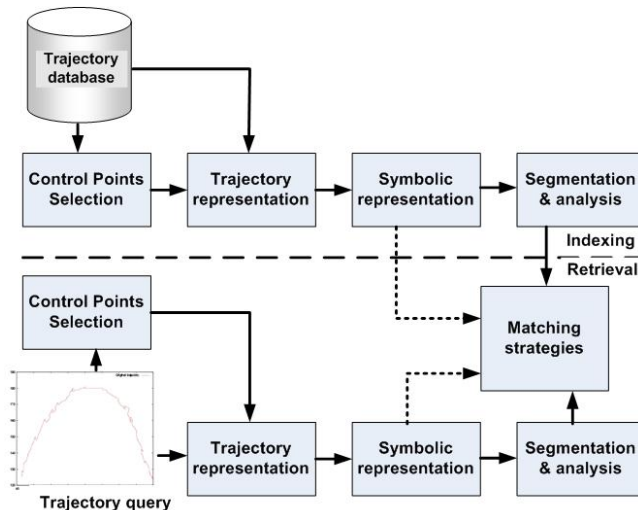 Trajectory
database
Control Points
Selection
Trajectory
representation
Symbolic
representation
Segmentation
& analysis
Indexing
Retrieval
Control Points
Selection
Matching
strategies
Trajectory
representation
Symbolic
representation
Segmentation
& analysis
Trajectory query